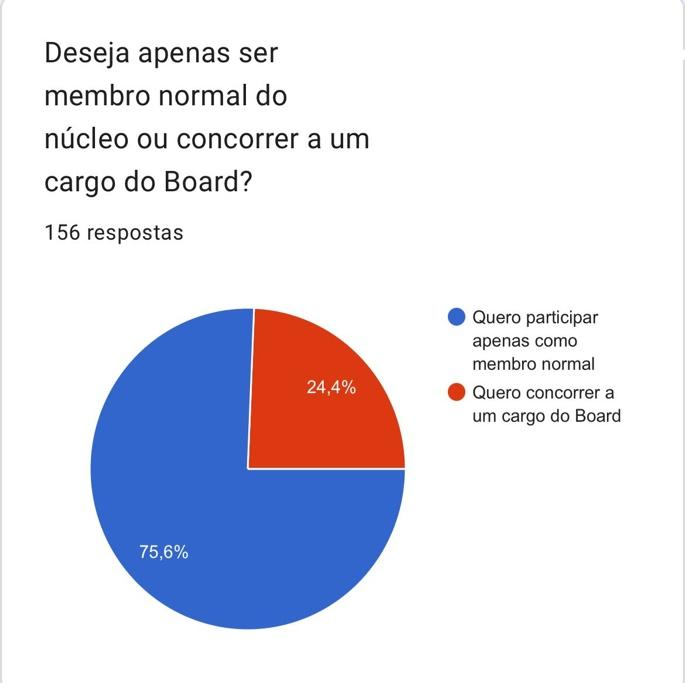 Deseja apenas ser
membro normal do
núcleo ou concorrer a um
cargo do Board?
156 respostas
Quero participar
apenas como
membro normal
Quero concorrer a
um cargo do Board
24,4%
75,6%